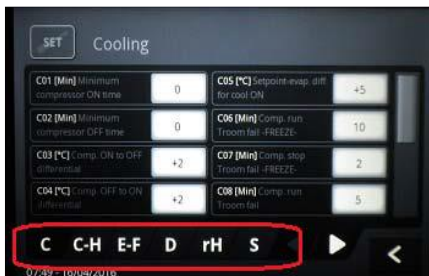 SET Cooling
C01 [Min] Minimum
compressor ON time
0
C02 [Min] Minimum
compressor OFF time
0
C03 [°C] Comp. ON to OFF
differential
+2
C04 [°C] Comp. OFF to ON
differential
+2
C05 [°C] Setpoint-evap. diff
for cool ON
+5
C06 [Min] Comp. run
Troom fail -FREEZE-
10
C07 [Min] Comp. stop
Troom fail -FREEZE-
2
C08 [Min] Comp. run
Troom fail
5
C C-H E-F D rH S
07:49 - 16/04/2016